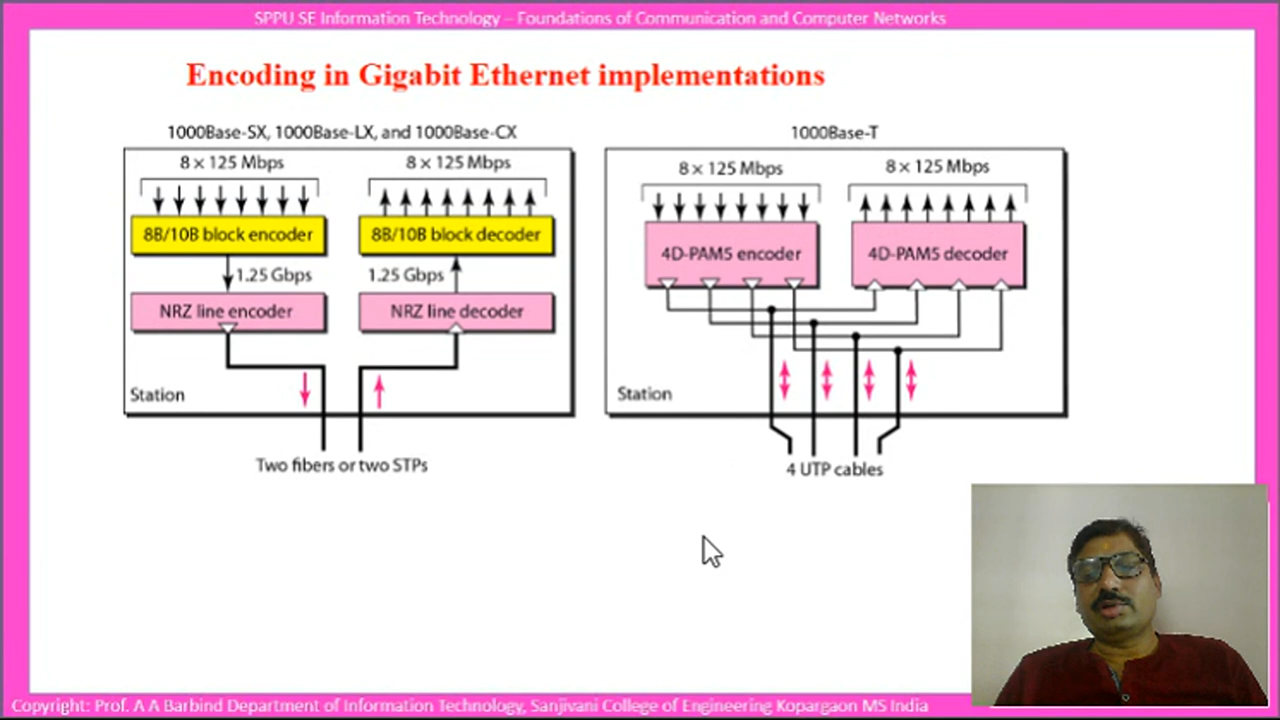 SPPU SE Information Technology – Foundations of Communication and Computer Networks
Encoding in Gigabit Ethernet implementations
1000Base-SX, 1000Base-LX, and 1000Base-CX
8 × 125 Mbps
8 × 125 Mbps
8B/10B block encoder
8B/10B block decoder
1.25 Gbps
1.25 Gbps
NRZ line encoder
NRZ line decoder
Station
Two fibers or two STPs
1000Base-T
8 × 125 Mbps
8 × 125 Mbps
4D-PAM5 encoder
4D-PAM5 decoder
Station
4 UTP cables
Copyright: Prof. A A Barbind Department of Information Technology, Sanjivani College of Engineering Kopargaon MS India